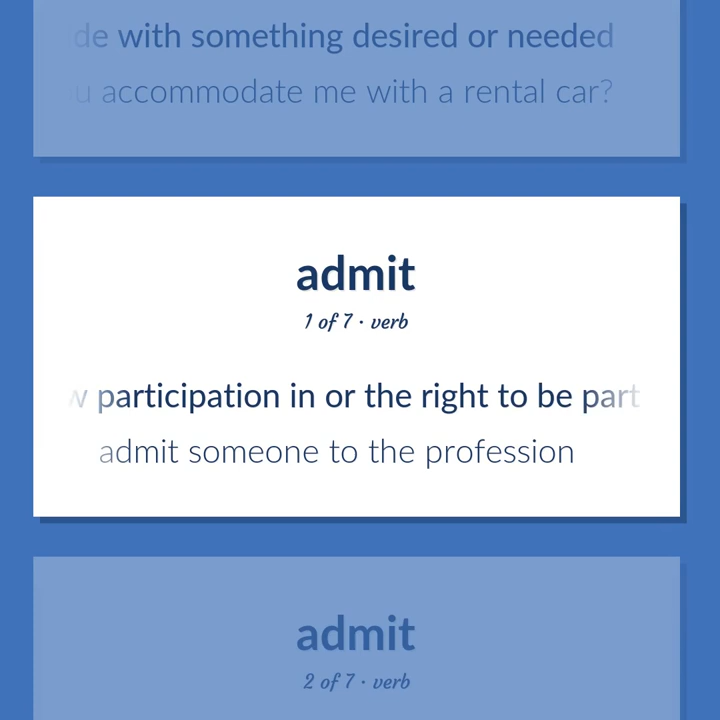 with something desired or needed
accommodate me with a rental car?
admit
1 of 7 · verb
participation in or the right to be part
admit someone to the profession
admit
2 of 7 · verb